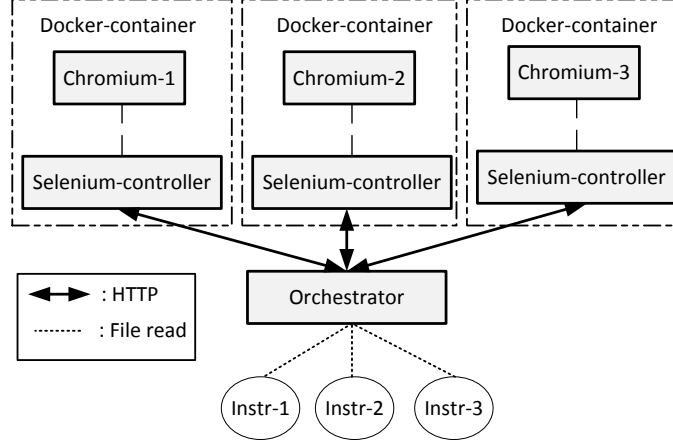 Docker-container
Docker-container
Docker-container
Chromium-1
Chromium-2
Chromium-3
Selenium-controller
Selenium-controller
Selenium-controller
Orchestrator
: HTTP
: File read
Instr-1
Instr-2
Instr-3